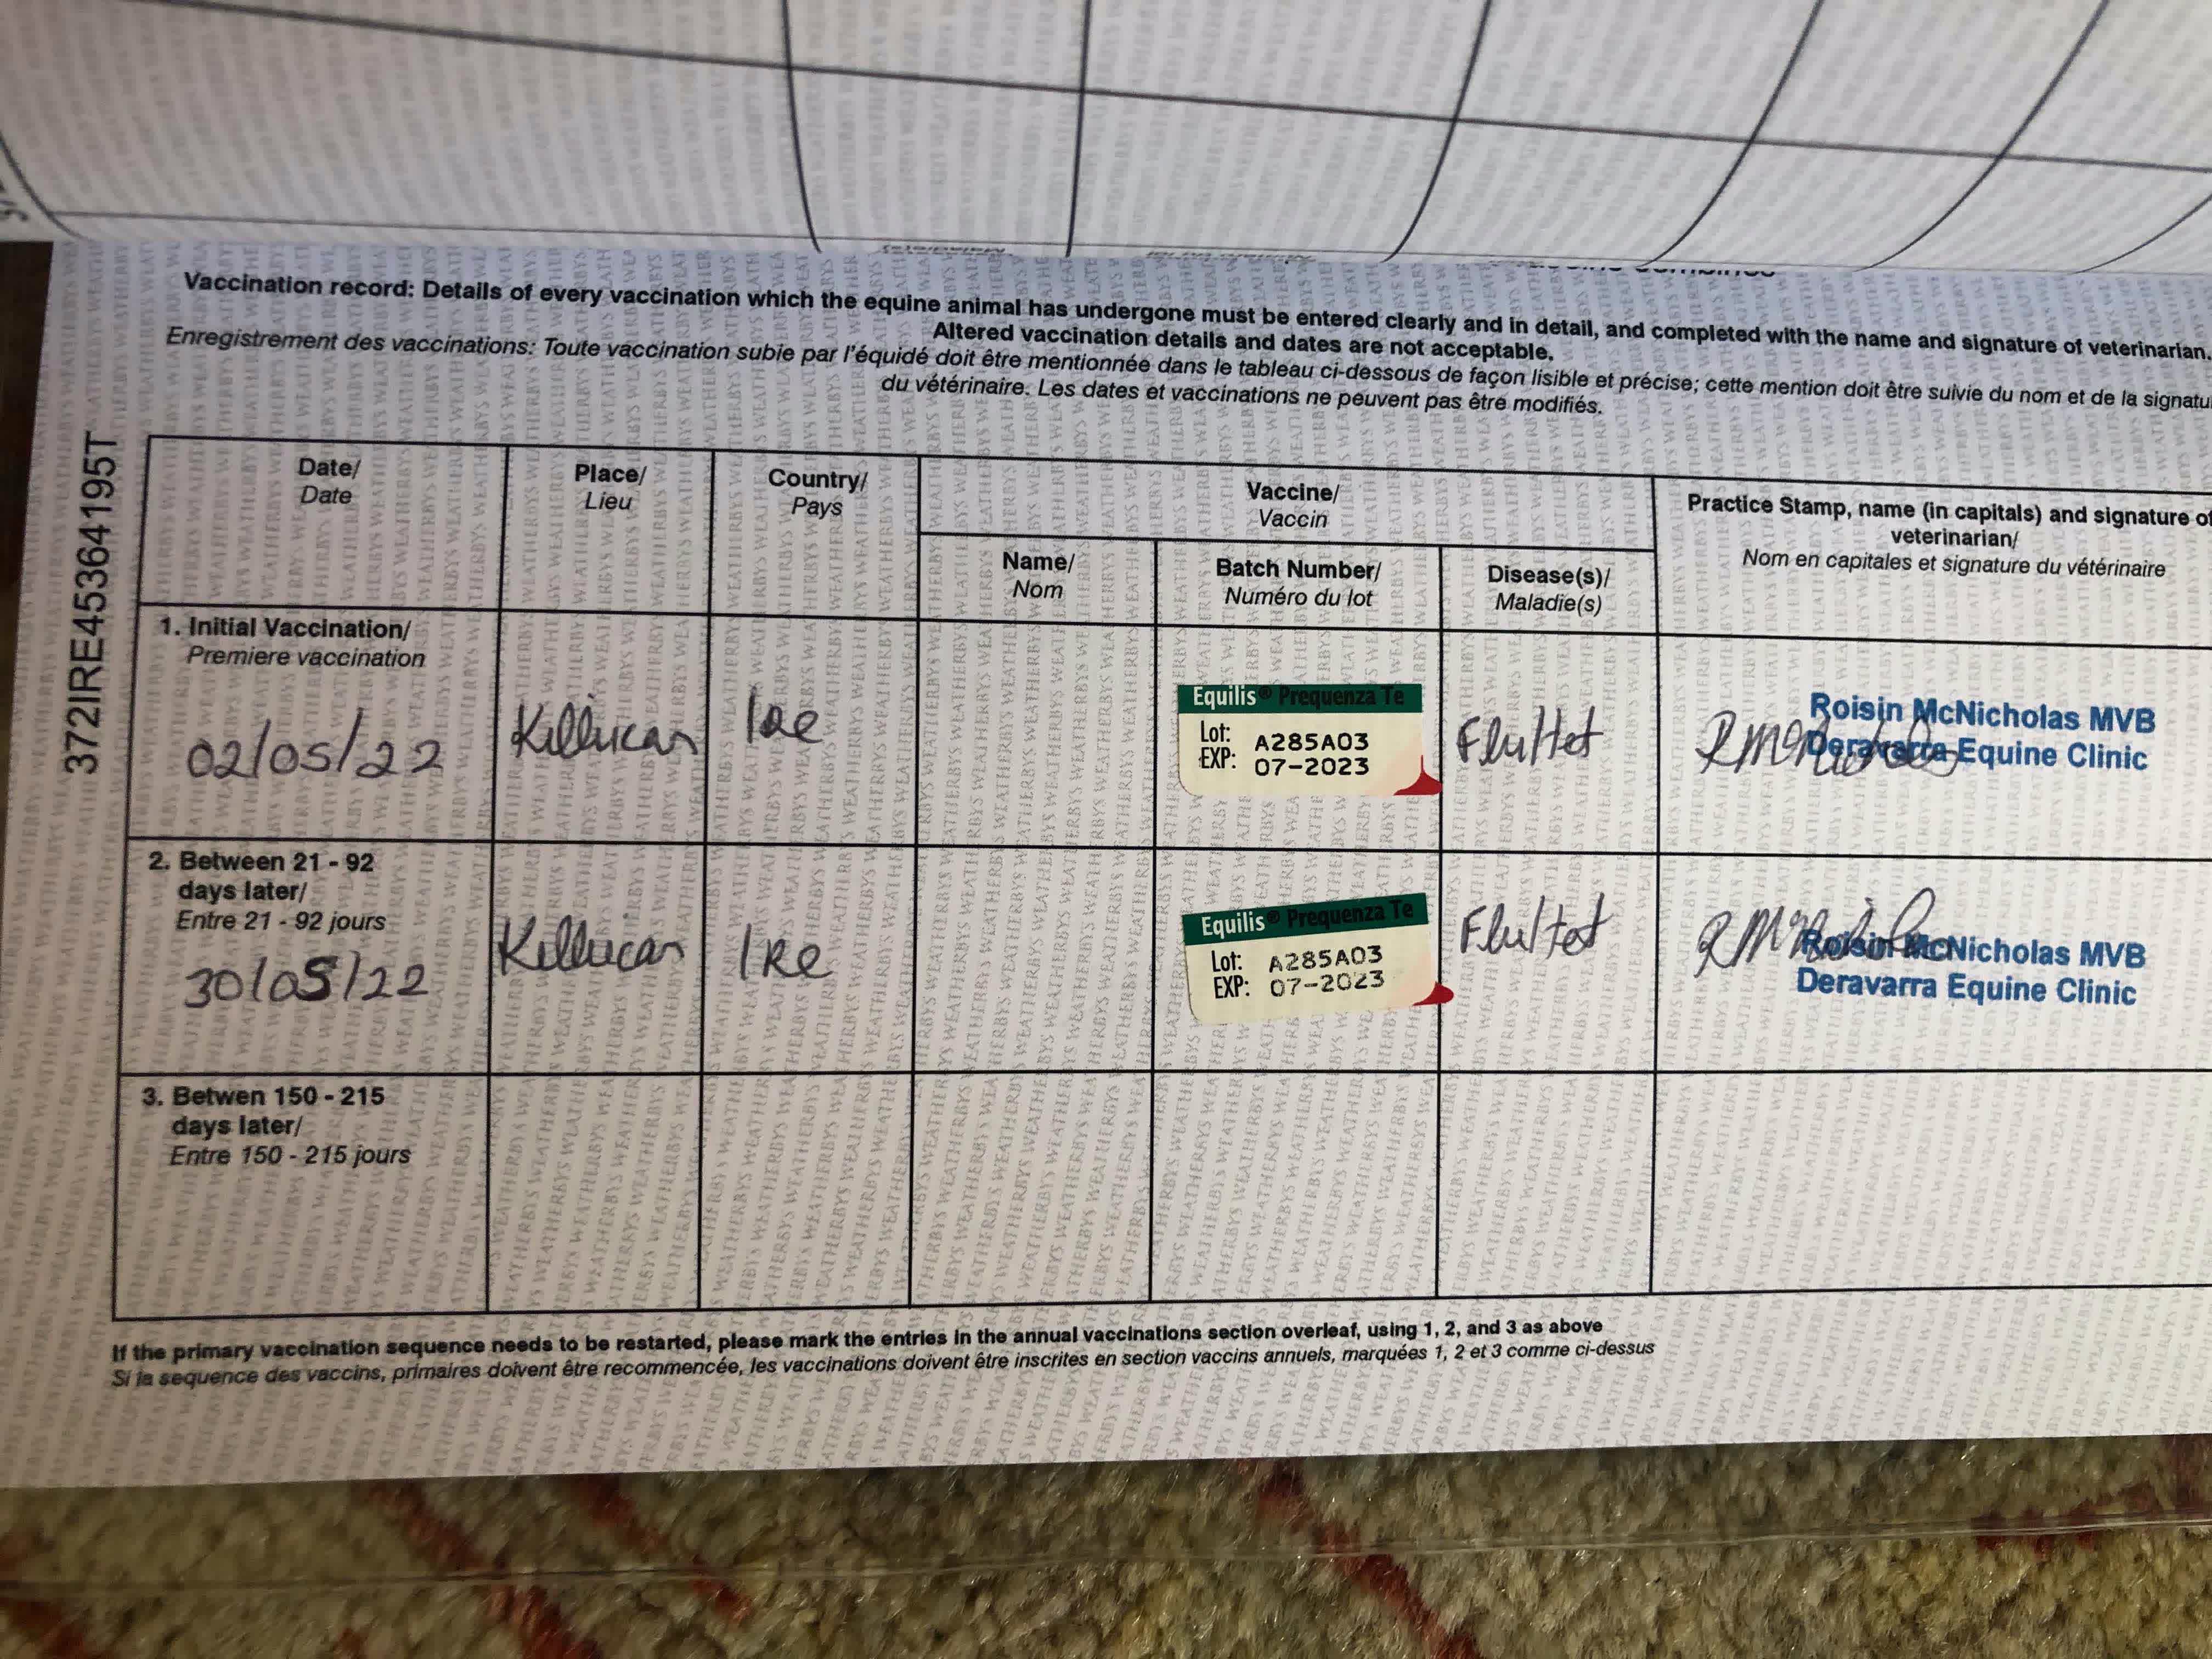 Vaccination record: Details of every vaccination which the equine animal has undergone must be entered clearly and in detail, and completed with the name and signature of veterinarian.
Altered vaccination details and dates are not acceptable.
Enregistrement des vaccinations: Toute vaccination subie par l'équidé doit être mentionnée dans le tableau ci-dessous de façon lisible et précise; cette mention doit être suivie du nom et de la signatu
du vétérinaire. Les dates et vaccinations ne peuvent pas être modifiés.
372IRE45364195T
Date/
Date
Place/
Lieu
Country/
Pays
Vaccine/
Vaccin
Name/
Nom
Batch Number/
Numéro du lot
Disease(s)/
Maladie(s)
Practice Stamp, name (in capitals) and signature of
veterinarian/
Nom en capitales et signature du vétérinaire
1. Initial Vaccination/
Premiere vaccination
02/05/22
Killucan
Ire
Equilis® Prequenza Te
Lot: A285A03
EXP: 07-2023
Flu/Tet
Roisin McNicholas MVB
Deravarra Equine Clinic
2. Between 21 - 92
days later/
Entre 21 - 92 jours
30/05/22
Killucan
IRe
Equilis® Prequenza Te
Lot: A285A03
EXP: 07-2023
Flu/Tet
Roisin McNicholas MVB
Deravarra Equine Clinic
3. Betwen 150 - 215
days later/
Entre 150 - 215 jours
If the primary vaccination sequence needs to be restarted, please mark the entries in the annual vaccinations section overleaf, using 1, 2, and 3 as above
Si la sequence des vaccins, primaires doivent être recommencée, les vaccinations doivent être inscrites en section vaccins annuels, marquées 1, 2 et 3 comme ci-dessus